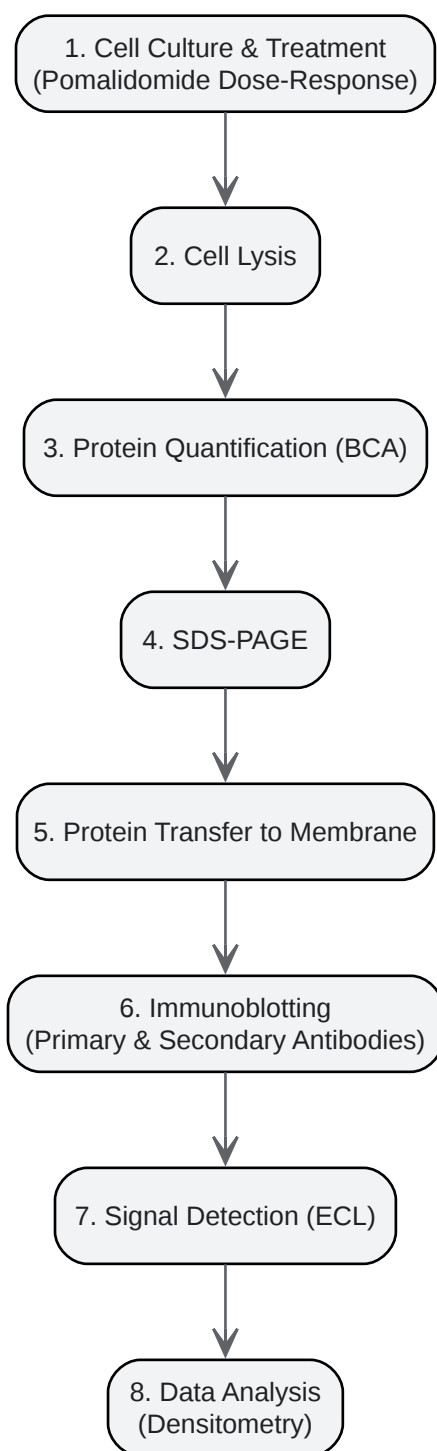 1. Cell Culture & Treatment
(Pomalidomide Dose-Response)
2. Cell Lysis
3. Protein Quantification (BCA)
4. SDS-PAGE
5. Protein Transfer to Membrane
6. Immunoblotting
(Primary & Secondary Antibodies)
7. Signal Detection (ECL)
8. Data Analysis
(Densitometry)